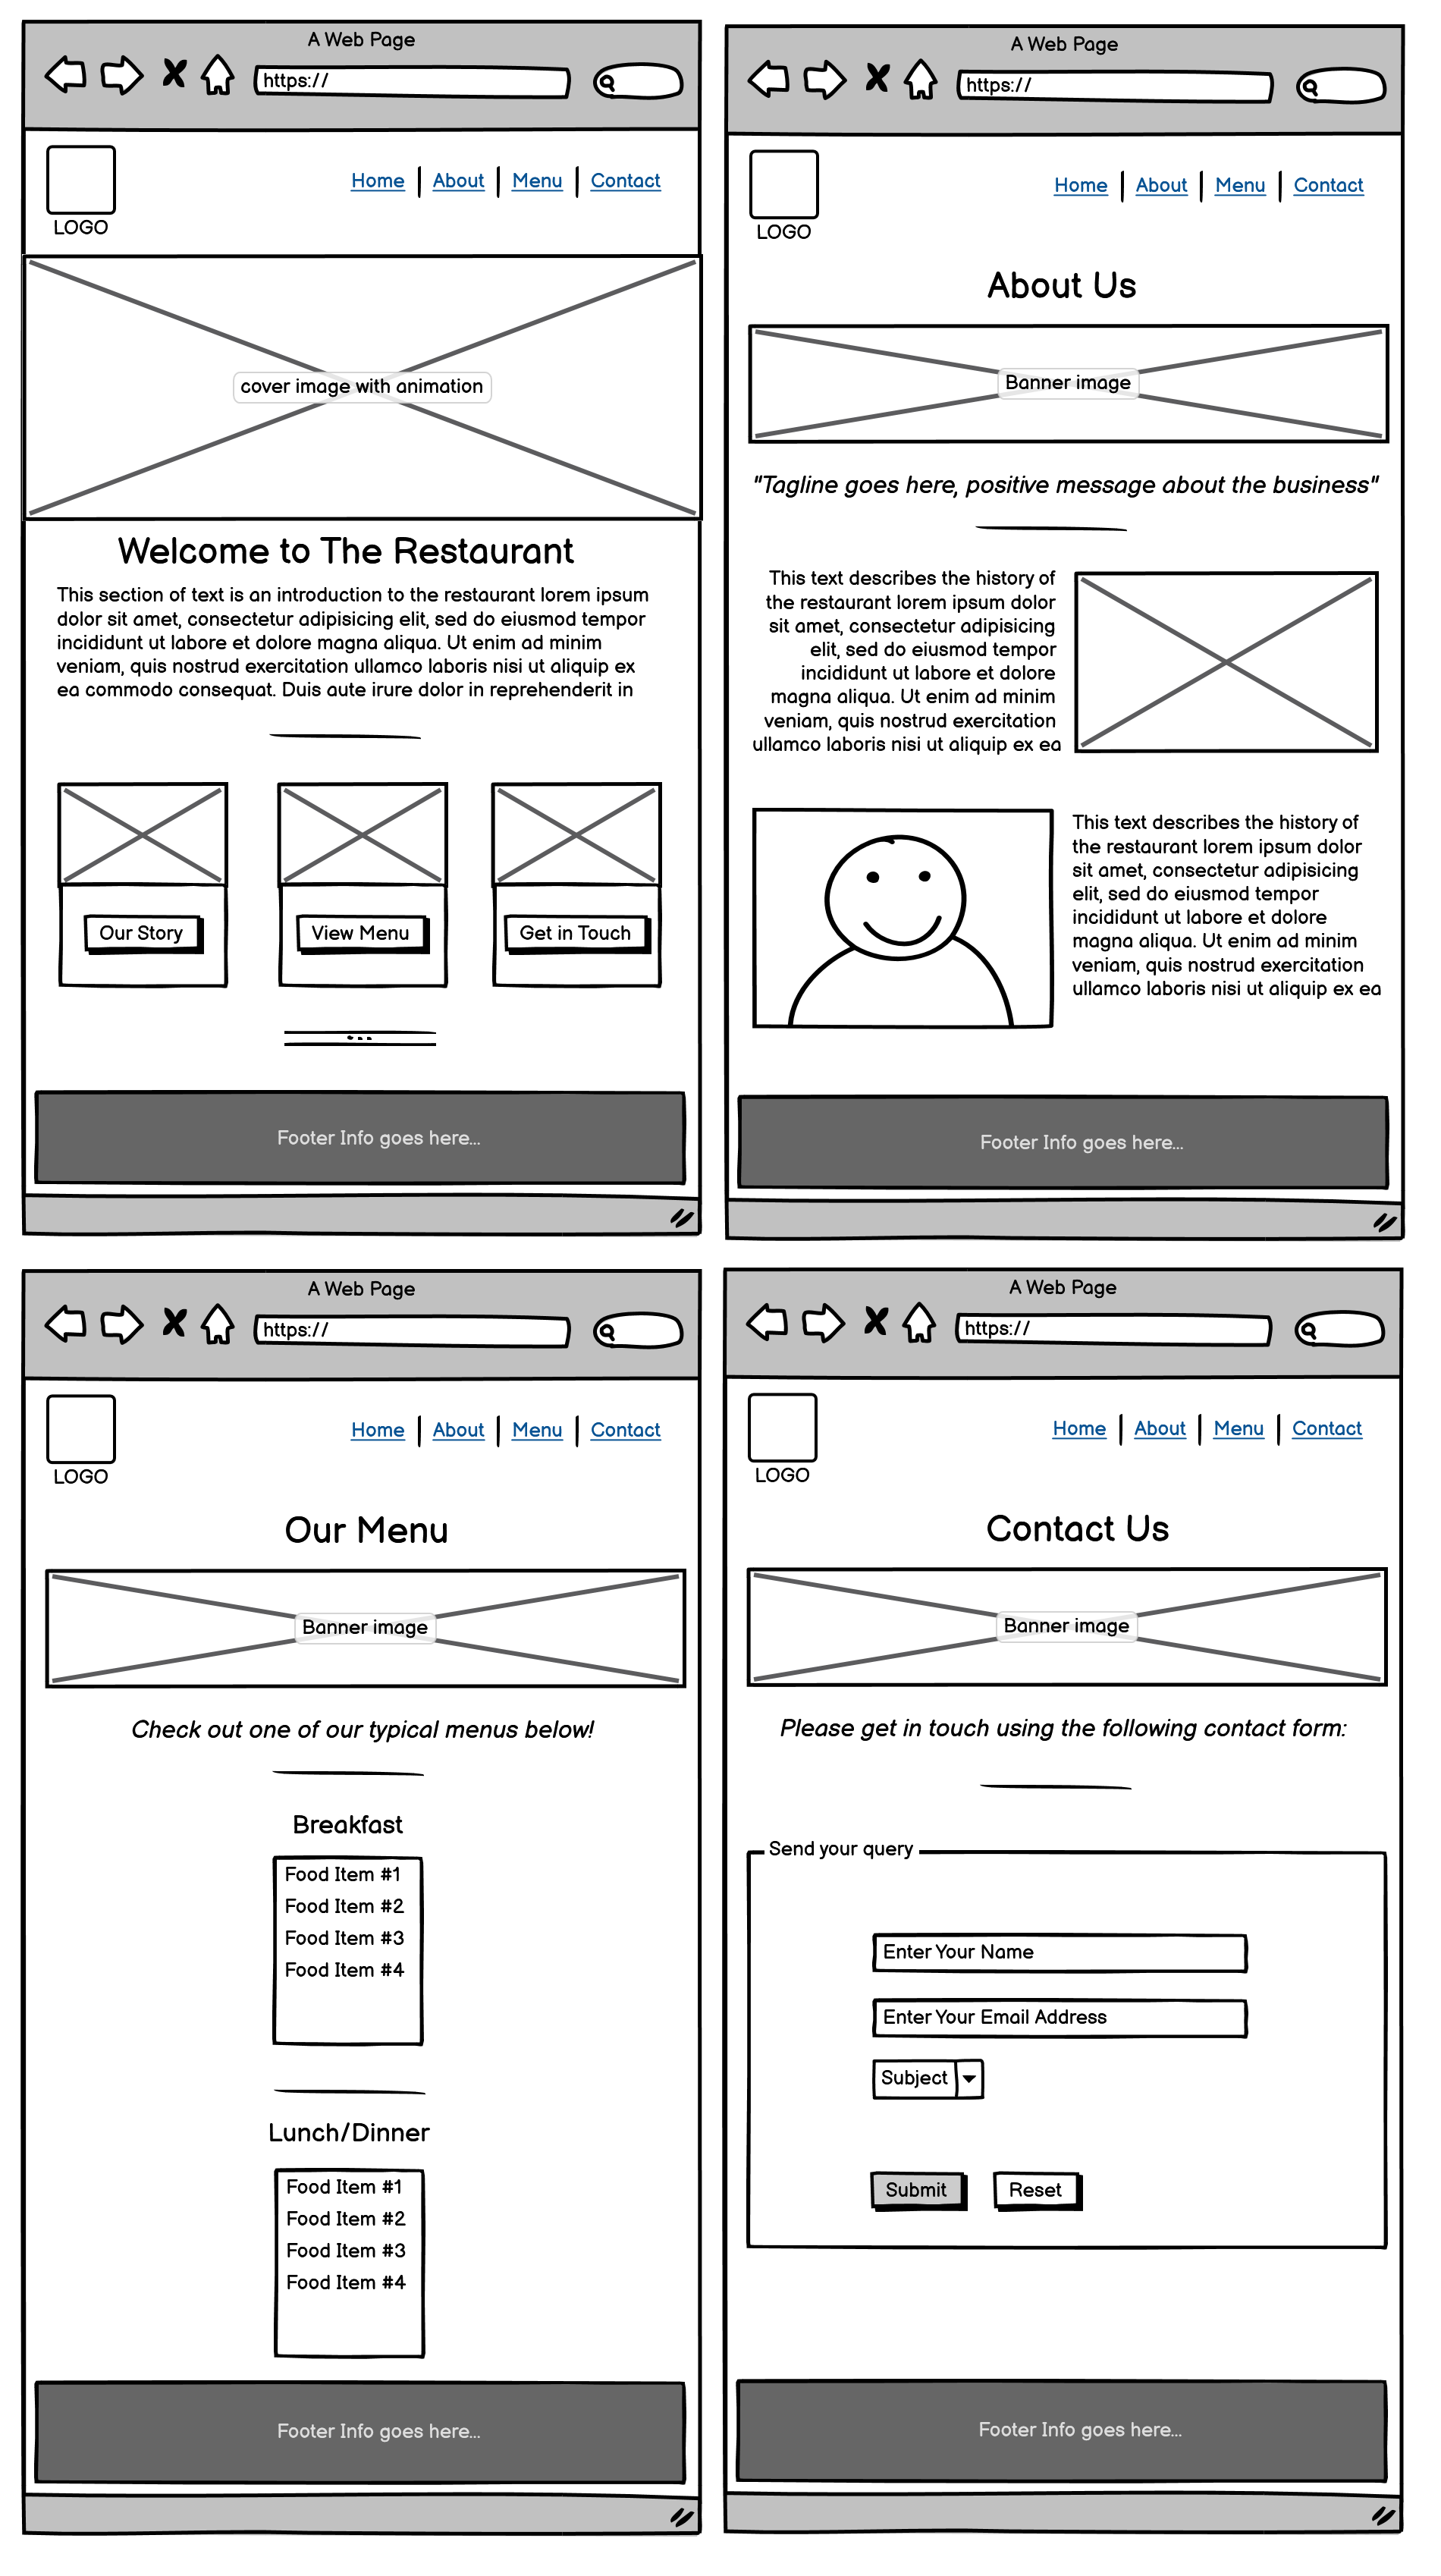 A Web Page
https://
Home
About
Menu
Contact
LOGO
cover image with animation
Welcome to The Restaurant
This section of text is an introduction to the restaurant lorem ipsum
dolor sit amet, consectetur adipisicing elit, sed do eiusmod tempor
incididunt ut labore et dolore magna aliqua. Ut enim ad minim
veniam, quis nostrud exercitation ullamco laboris nisi ut aliquip ex
ea commodo consequat. Duis aute irure dolor in reprehenderit in
Our Story
View Menu
Get in Touch
Footer Info goes here...
A Web Page
https://
Home
About
Menu
Contact
LOGO
About Us
Banner image
"Tagline goes here, positive message about the business"
This text describes the history of
the restaurant lorem ipsum dolor
sit amet, consectetur adipisicing
elit, sed do eiusmod tempor
incididunt ut labore et dolore
magna aliqua. Ut enim ad minim
veniam, quis nostrud exercitation
ullamco laboris nisi ut aliquip ex ea
This text describes the history of
the restaurant lorem ipsum dolor
sit amet, consectetur adipisicing
elit, sed do eiusmod tempor
incididunt ut labore et dolore
magna aliqua. Ut enim ad minim
veniam, quis nostrud exercitation
ullamco laboris nisi ut aliquip ex ea
Footer Info goes here...
A Web Page
https://
Home
About
Menu
Contact
LOGO
Our Menu
Banner image
Check out one of our typical menus below!
Breakfast
Food Item #1
Food Item #2
Food Item #3
Food Item #4
Lunch/Dinner
Food Item #1
Food Item #2
Food Item #3
Food Item #4
Footer Info goes here...
A Web Page
https://
Home
About
Menu
Contact
LOGO
Contact Us
Banner image
Please get in touch using the following contact form:
Send your query
Enter Your Name
Enter Your Email Address
Subject
Submit
Reset
Footer Info goes here...